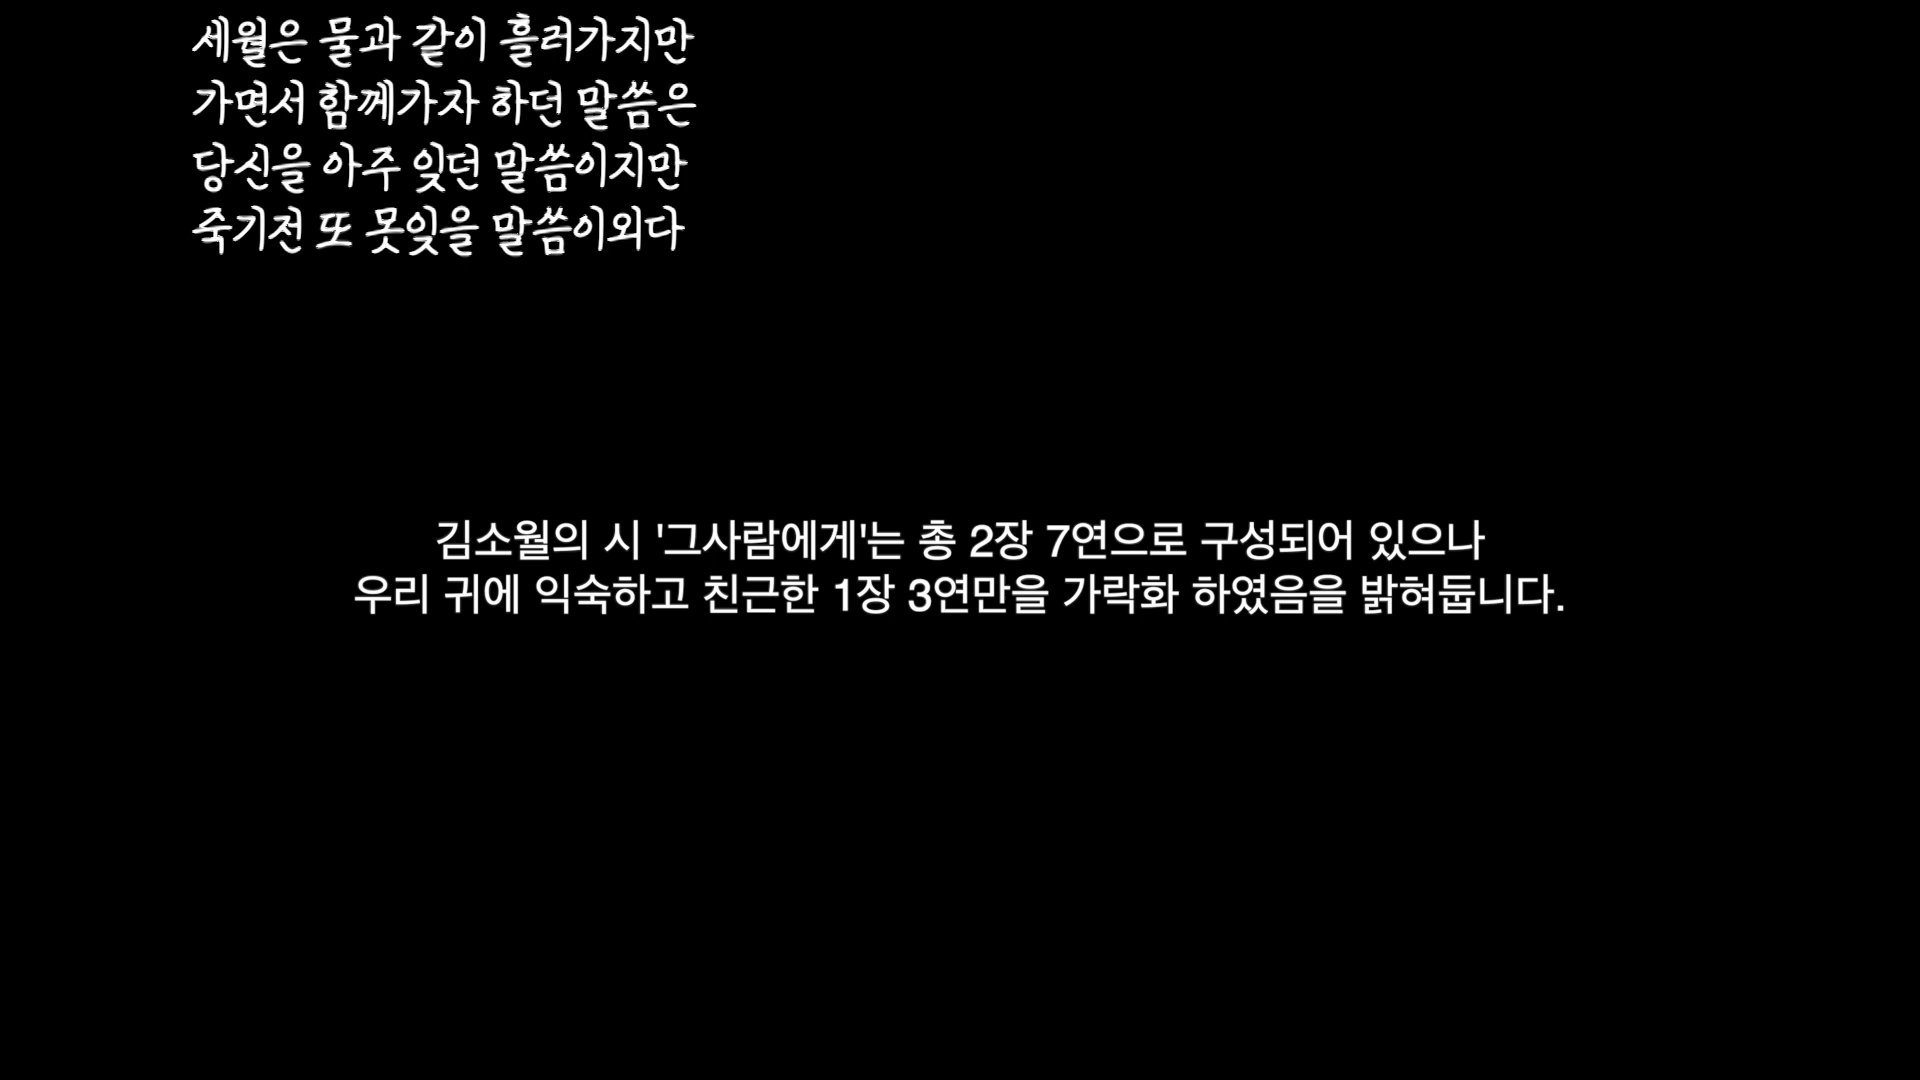 세월은 물과 같이 흘러가지만
가면서 함께가자 하던 말씀은
당신을 아주 잊던 말씀이지만
죽기전 또 못잊을 말씀이외다
김소월의 시 '그사람에게'는 총 2장 7연으로 구성되어 있으나
우리 귀에 익숙하고 친근한 1장 3연만을 가락화 하였음을 밝혀둡니다.